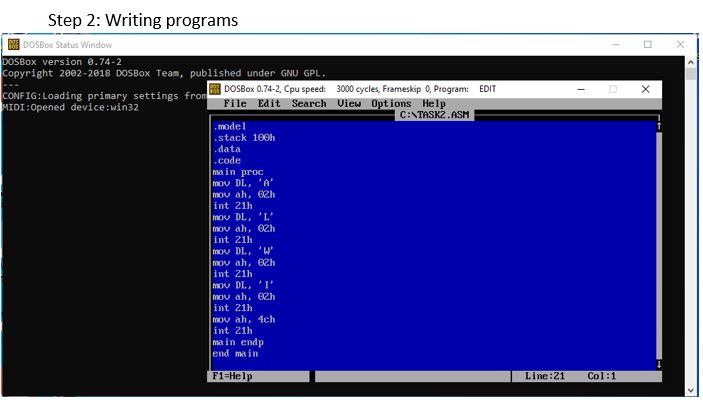 Step 2: Writing programs
DOSBox Status Window
DOSBox version 0.74-2
Copyright 2002-2018 DOSBox Team, published under GNU GPL.
---
CONFIG:Loading primary settings from
MIDI:Opened device:win32
DOSBox 0.74-2, Cpu speed: 3000 cycles, Frameskip 0, Program: EDIT
File Edit Search View Options Help
C:\TASK2.ASM
.model
.stack 100h
.data
.code
main proc
mov DL, 'A'
mov ah, 02h
int 21h
mov DL, 'L'
mov ah, 02h
int 21h
mov DL, 'W'
mov ah, 02h
int 21h
mov DL, 'I'
mov ah, 02h
int 21h
mov ah, 4ch
int 21h
main endp
end main
F1=Help
Line:21 Col:1